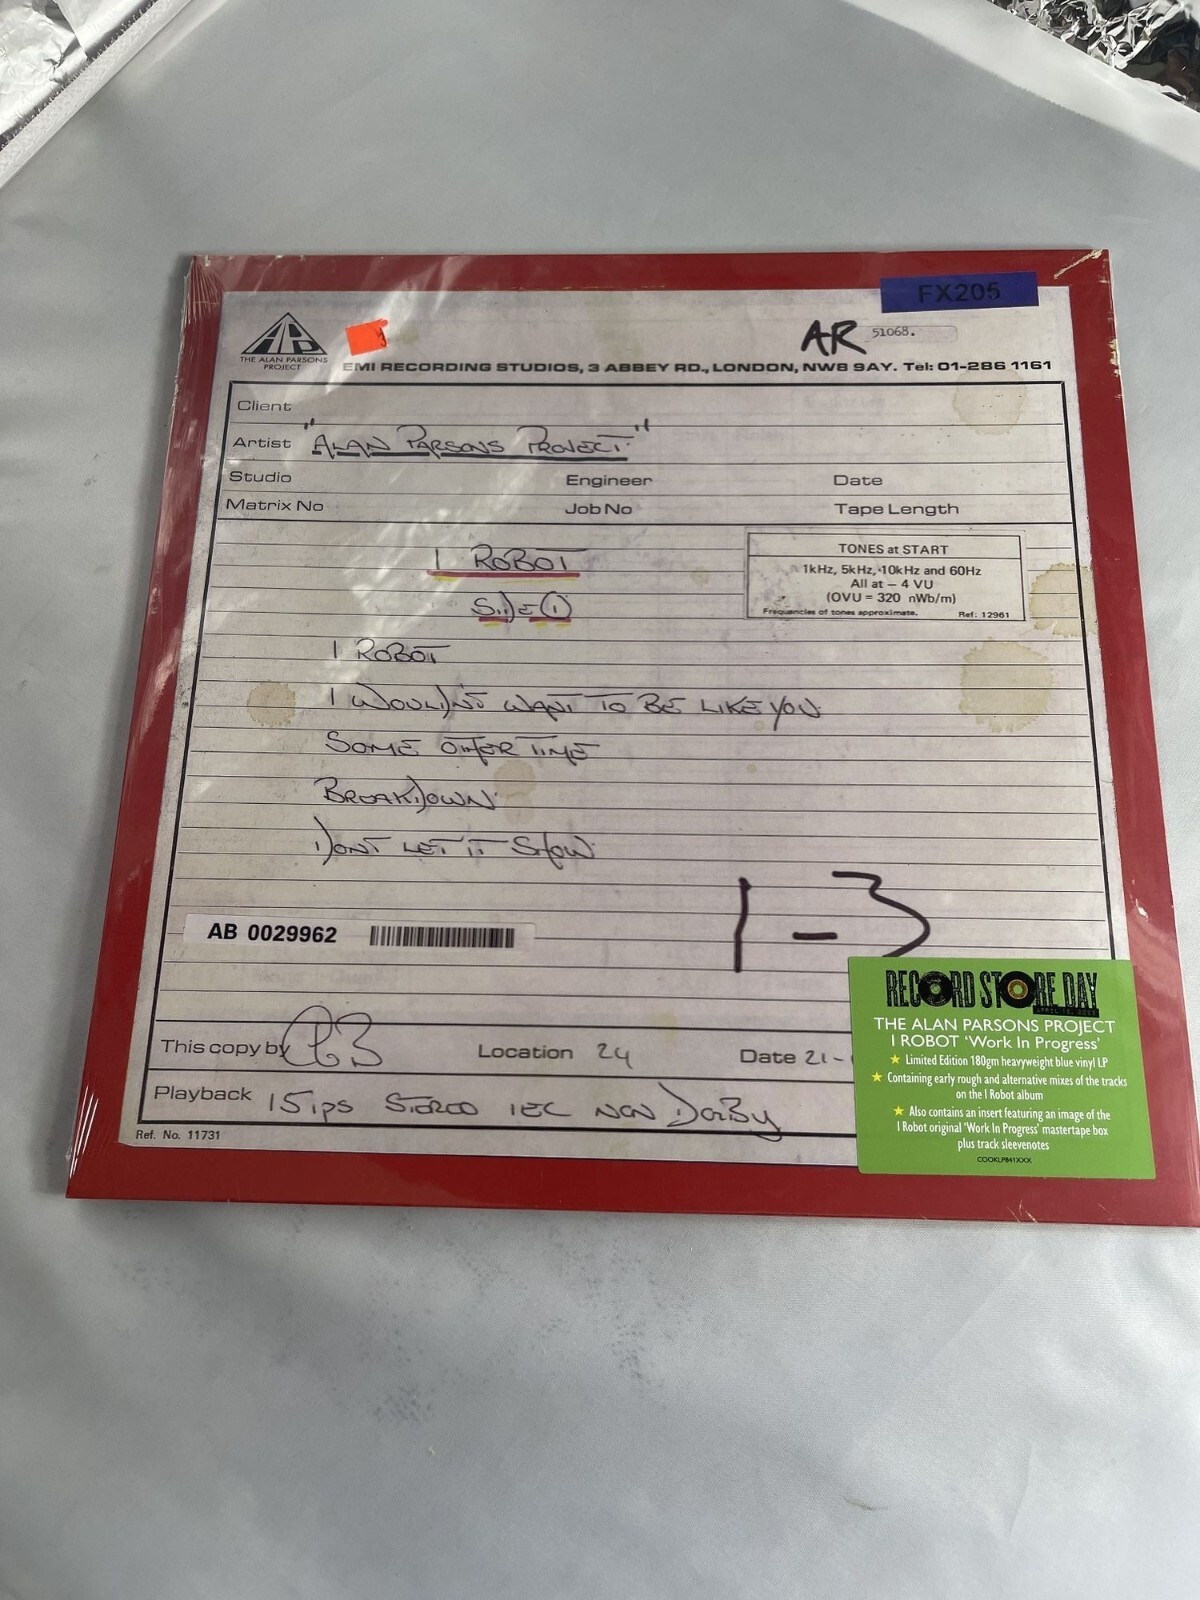 FX205
THE ALAN PARSONS
PROJECT
AR 51068.
EMI RECORDING STUDIOS, 3 ABBEY RD., LONDON, NW8 9AY. Tel: 01-286 1161
Client
Artist "ALAN PARSONS PROJECT"
Studio Engineer Date
Matrix No Job No Tape Length
TONES at START
1kHz, 5kHz, 10kHz and 60Hz
All at – 4 VU
(OVU = 320 nWb/m)
Frequencies of tones approximate. Ref: 12961
I ROBOT
SIDE 1
I ROBOT
I WOULDN'T WANT TO BE LIKE YOU
SOME OTHER TIME
BREAKDOWN
DONT LET IT SHOW
1-3
AB 0029962
This copy by Location 24 Date 21-
Playback 15 ips STEREO IEC NON DOLBY
Ref. No. 11731
RECORD STORE DAY
THE ALAN PARSONS PROJECT
I ROBOT 'Work In Progress'
★ Limited Edition 180gm heavyweight blue vinyl LP
★ Containing early rough and alternative mixes of the tracks
on the I Robot album
★ Also contains an insert featuring an image of the
I Robot original 'Work In Progress' mastertape box
plus track sleevenotes
COOKLP841XXX